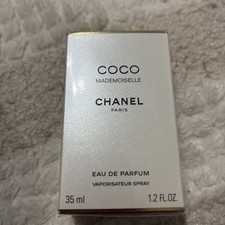 COCO
MADEMOISELLE
CHANEL
PARIS
EAU DE PARFUM
VAPORISATEUR SPRAY
35 ml 1.2 FL.OZ.